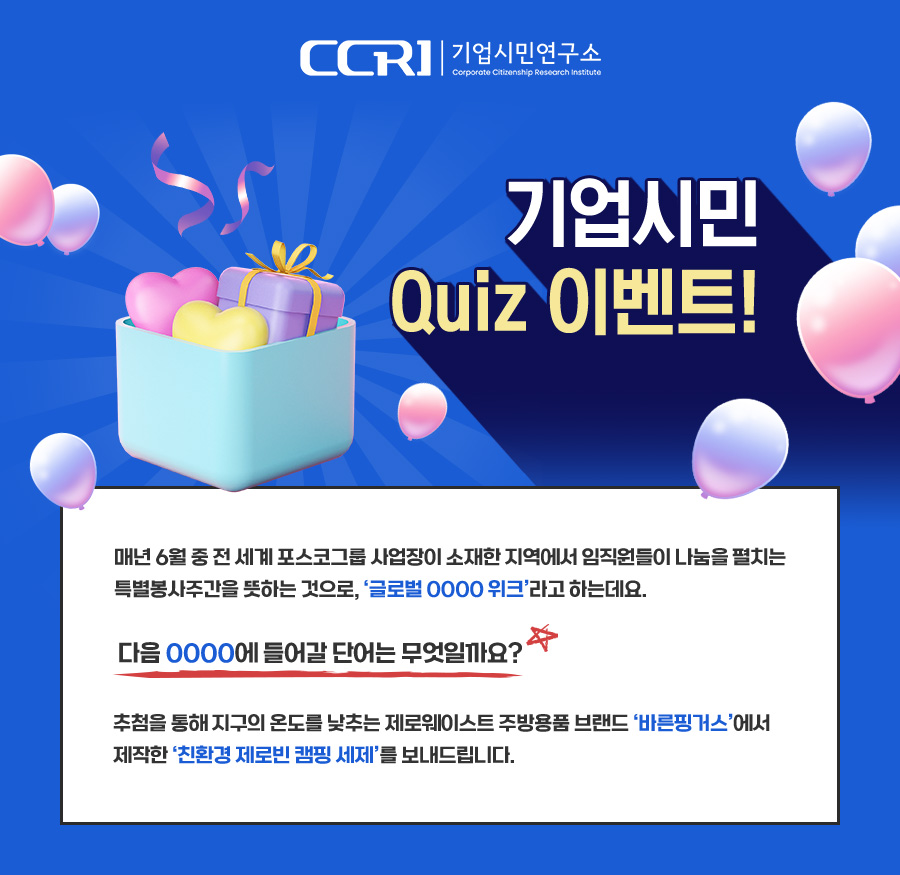 CCRI 기업시민연구소
Corporate Citizenship Research Institute
기업시민
Quiz 이벤트!
매년 6월 중 전 세계 포스코그룹 사업장이 소재한 지역에서 임직원들이 나눔을 펼치는
특별봉사주간을 뜻하는 것으로, ‘글로벌 OOOO 위크’라고 하는데요.
다음 OOOO에 들어갈 단어는 무엇일까요?
추첨을 통해 지구의 온도를 낮추는 제로웨이스트 주방용품 브랜드 ‘바른핑거스’에서
제작한 ‘친환경 제로빈 캠핑 세제’를 보내드립니다.